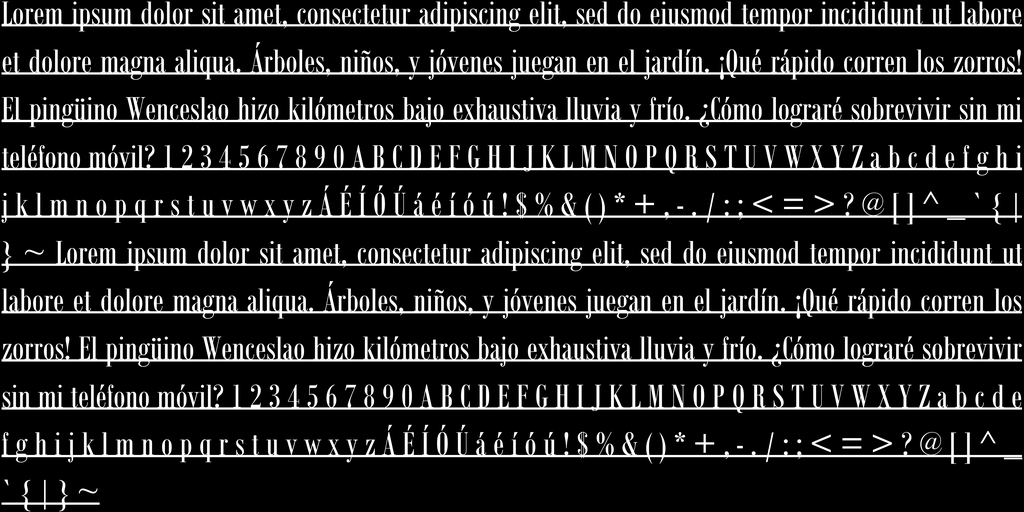 Lorem ipsum dolor sit amet, consectetur adipiscing elit, sed do eiusmod tempor incididunt ut labore
et dolore magna aliqua. Árboles, niños, y jóvenes juegan en el jardín. ¡Qué rápido corren los zorros!
El pingüino Wenceslao hizo kilómetros bajo exhaustiva lluvia y frío. ¿Cómo lograré sobrevivir sin mi
teléfono móvil? 1 2 3 4 5 6 7 8 9 0 A B C D E F G H I J K L M N O P Q R S T U V W X Y Z a b c d e f g h i
j k l m n o p q r s t u v w x y z Á É Í Ó Ú á é í ó ú ! $ % & ( ) * + , - . / : ; < = > ? @ [ ] ^ _ ` { |
} ~ Lorem ipsum dolor sit amet, consectetur adipiscing elit, sed do eiusmod tempor incididunt ut
labore et dolore magna aliqua. Árboles, niños, y jóvenes juegan en el jardín. ¡Qué rápido corren los
zorros! El pingüino Wenceslao hizo kilómetros bajo exhaustiva lluvia y frío. ¿Cómo lograré sobrevivir
sin mi teléfono móvil? 1 2 3 4 5 6 7 8 9 0 A B C D E F G H I J K L M N O P Q R S T U V W X Y Z a b c d e
f g h i j k l m n o p q r s t u v w x y z Á É Í Ó Ú á é í ó ú ! $ % & ( ) * + , - . / : ; < = > ? @ [ ] ^ _
` { | } ~